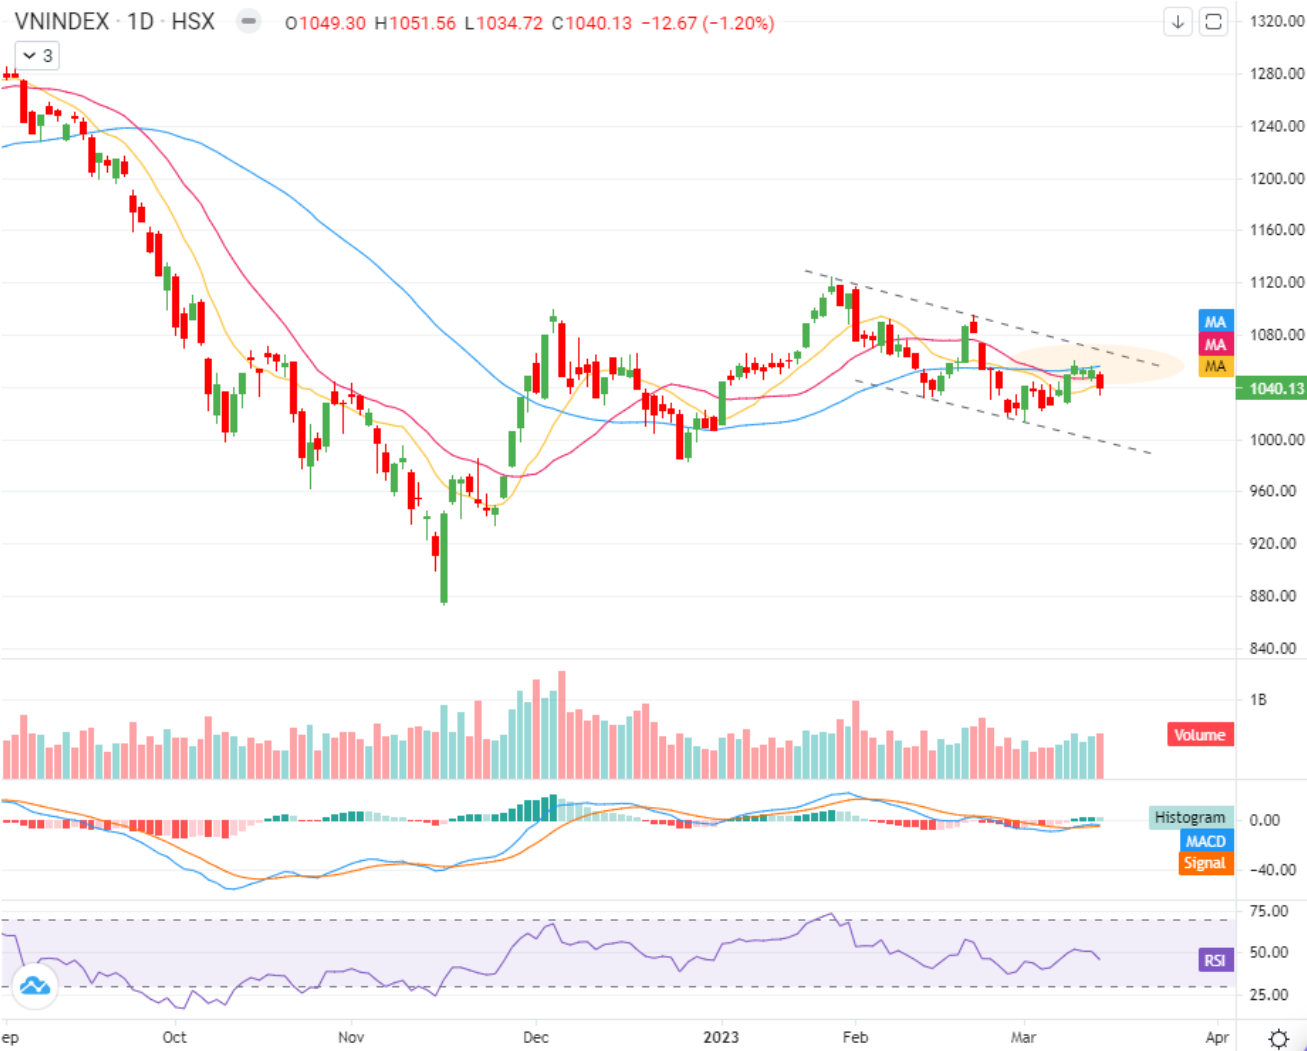 VNINDEX · 1D · HSX O1049.30 H1051.56 L1034.72 C1040.13 −12.67 (−1.20%)
3
1320.00
1280.00
1240.00
1200.00
1160.00
1120.00
1080.00
MA
MA
MA
1040.13
1000.00
960.00
920.00
880.00
840.00
1B
Volume
Histogram
0.00
MACD
Signal
−40.00
75.00
50.00
RSI
25.00
ep Oct Nov Dec 2023 Feb Mar Apr